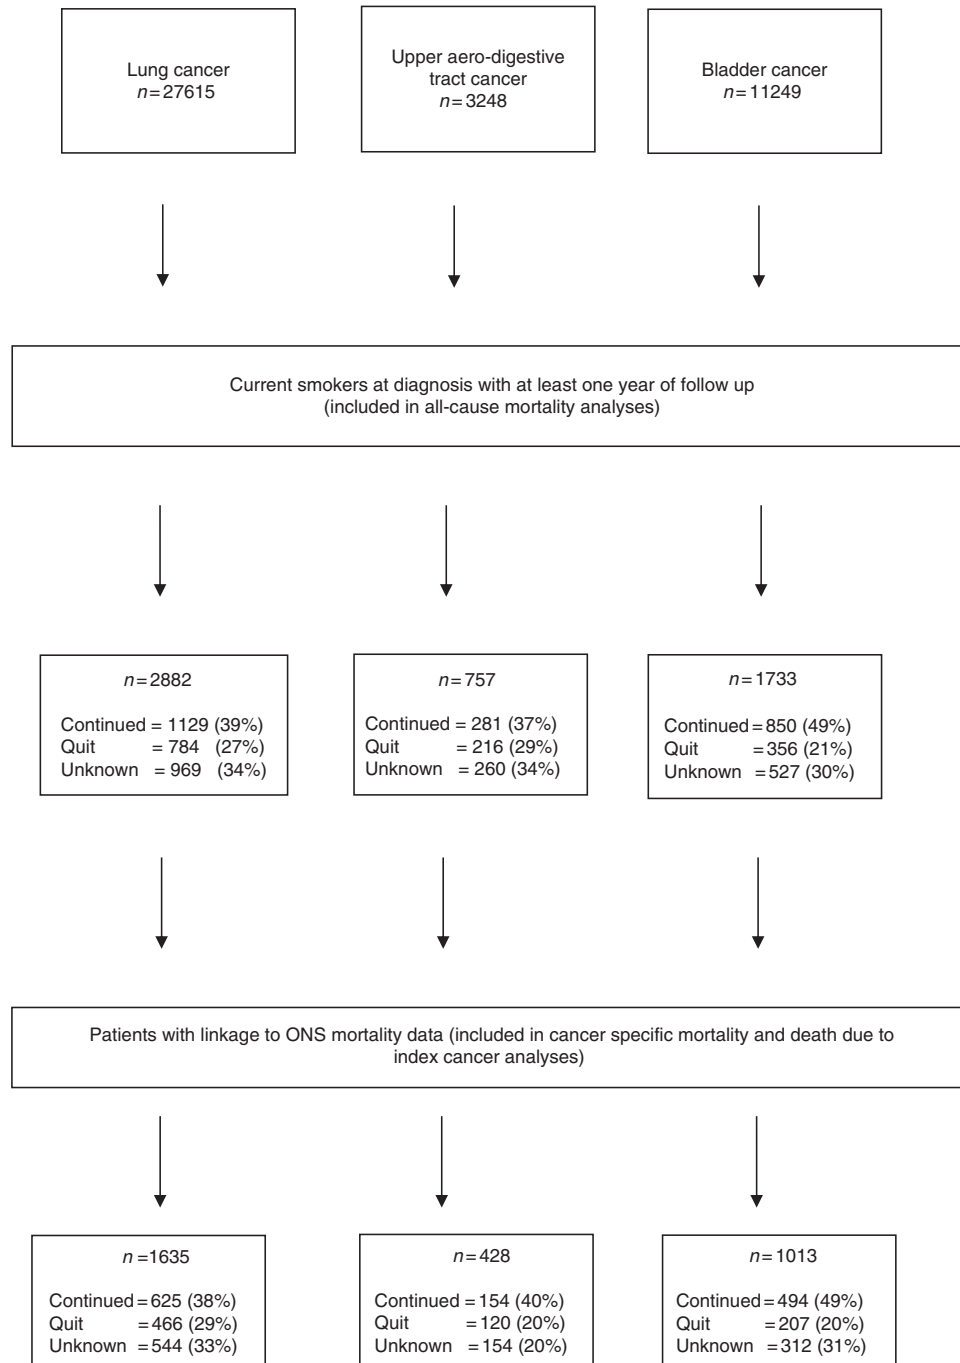 Lung cancer
n=27615
Upper aero-digestive
tract cancer
n=3248
Bladder cancer
n=11249
Current smokers at diagnosis with at least one year of follow up
(included in all-cause mortality analyses)
n=2882
Continued = 1129 (39%)
Quit = 784 (27%)
Unknown = 969 (34%)
n=757
Continued = 281 (37%)
Quit = 216 (29%)
Unknown = 260 (34%)
n=1733
Continued = 850 (49%)
Quit = 356 (21%)
Unknown = 527 (30%)
Patients with linkage to ONS mortality data (included in cancer specific mortality and death due to
index cancer analyses)
n=1635
Continued = 625 (38%)
Quit = 466 (29%)
Unknown = 544 (33%)
n=428
Continued = 154 (40%)
Quit = 120 (20%)
Unknown = 154 (20%)
n=1013
Continued = 494 (49%)
Quit = 207 (20%)
Unknown = 312 (31%)